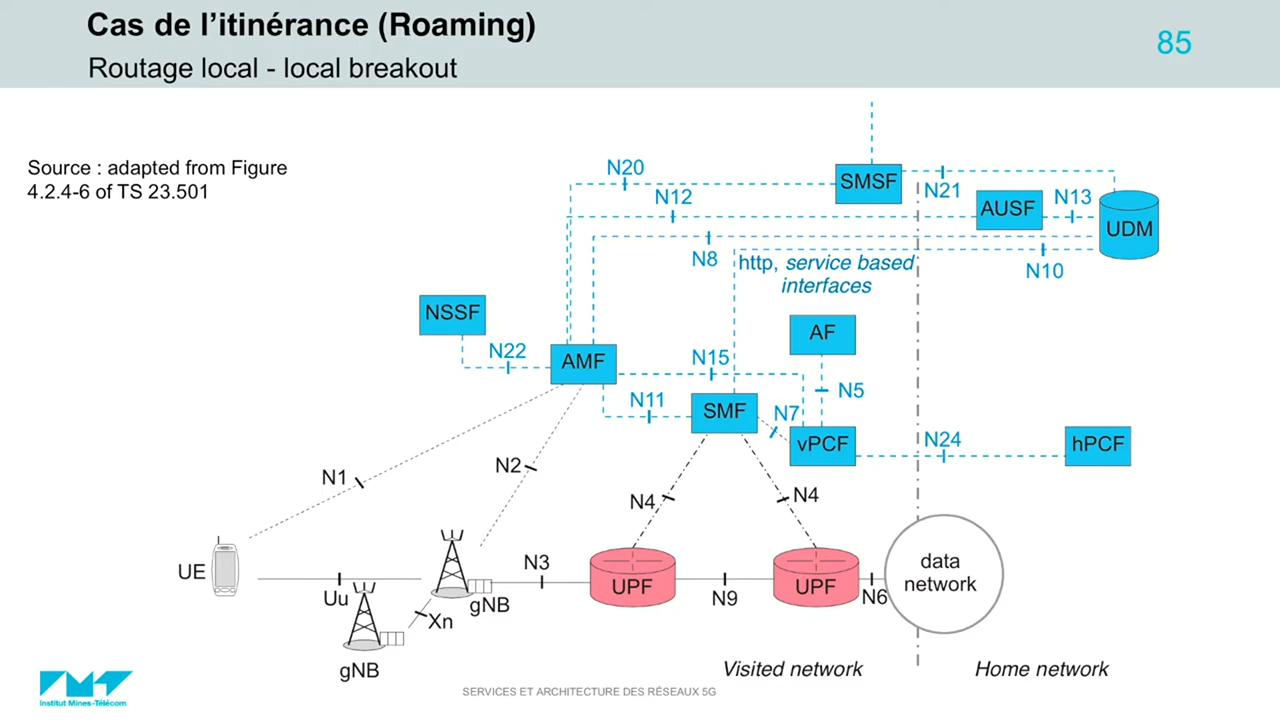 Cas de l’itinérance (Roaming)
85
Routage local - local breakout
Source : adapted from Figure
4.2.4-6 of TS 23.501
N20
SMSF
N21
N12
AUSF
N13
UDM
N8
http, service based
interfaces
N10
NSSF
N22
AMF
N15
AF
N5
N11
SMF
N7
vPCF
N24
hPCF
N1
N2
N4
N4
UE
Uu
gNB
Xn
gNB
N3
UPF
N9
UPF
N6
data
network
Visited network
Home network
Institut Mines-Télécom
SERVICES ET ARCHITECTURE DES RÉSEAUX 5G